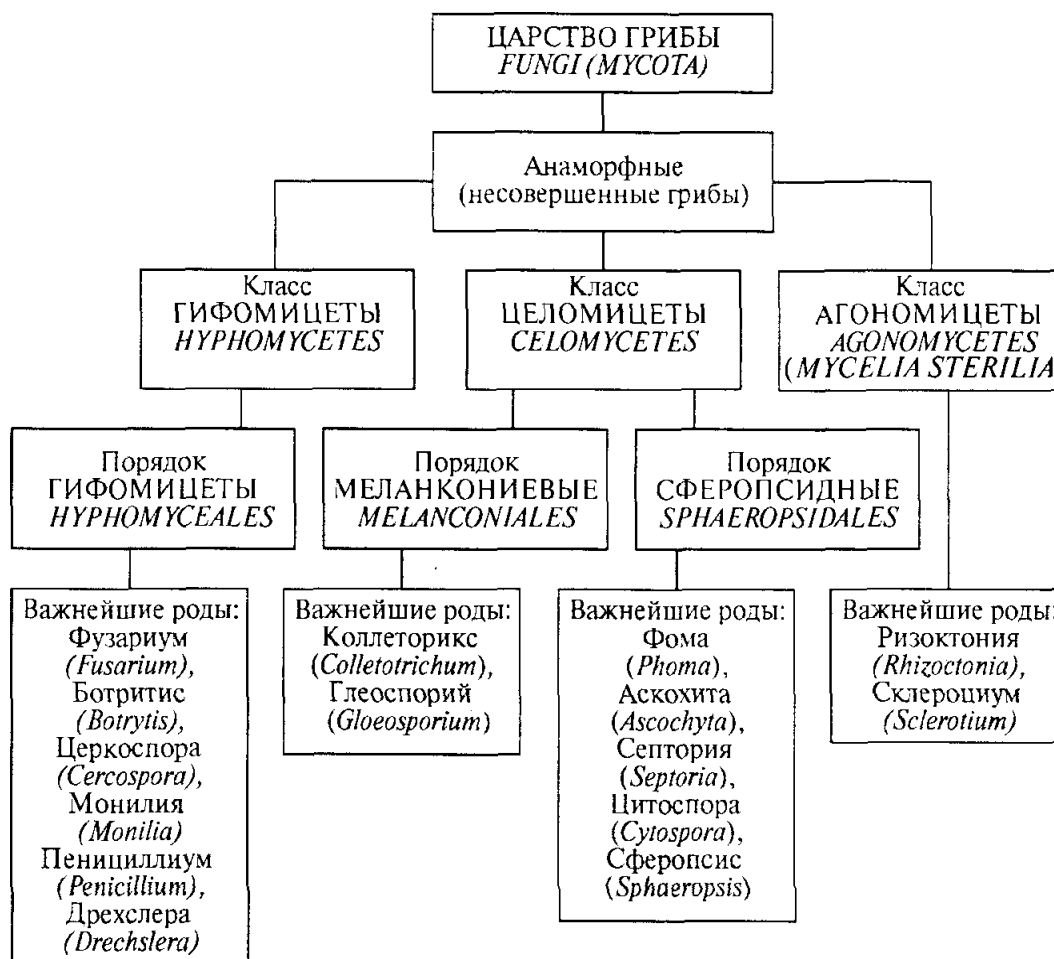 ЦАРСТВО ГРИБЫ
FUNGI (MYCOTA)
Анаморфные
(несовершенные грибы)
Класс
ГИФОМИЦЕТЫ
HYPHOMYCETES
Класс
ЦЕЛОМИЦЕТЫ
CELOMYCETES
Класс
АГОНОМИЦЕТЫ
AGONOMYCETES
(MYCELIA STERILIA
Порядок
ГИФОМИЦЕТЫ
HYPHOMYCEALES
Порядок
МЕЛАНКОНИЕВЫЕ
MELANCONIALES
Порядок
СФЕРОПСИДНЫЕ
SPHAEROPSIDALES
Важнейшие роды:
Фузариум
(Fusarium),
Ботритис
(Botrytis),
Церкоспора
(Cercospora),
Монилия
(Monilia)
Пенициллиум
(Penicillium),
Дрехслера
(Drechslera)
Важнейшие роды:
Коллеторикс
(Colletotrichum),
Глеоспорий
(Gloeosporium)
Важнейшие роды:
Фома
(Phoma),
Аскохита
(Ascochyta),
Септория
(Septoria),
Цитоспора
(Cytospora),
Сферопсис
(Sphaeropsis)
Важнейшие роды:
Ризоктония
(Rhizoctonia),
Склероциум
(Sclerotium)